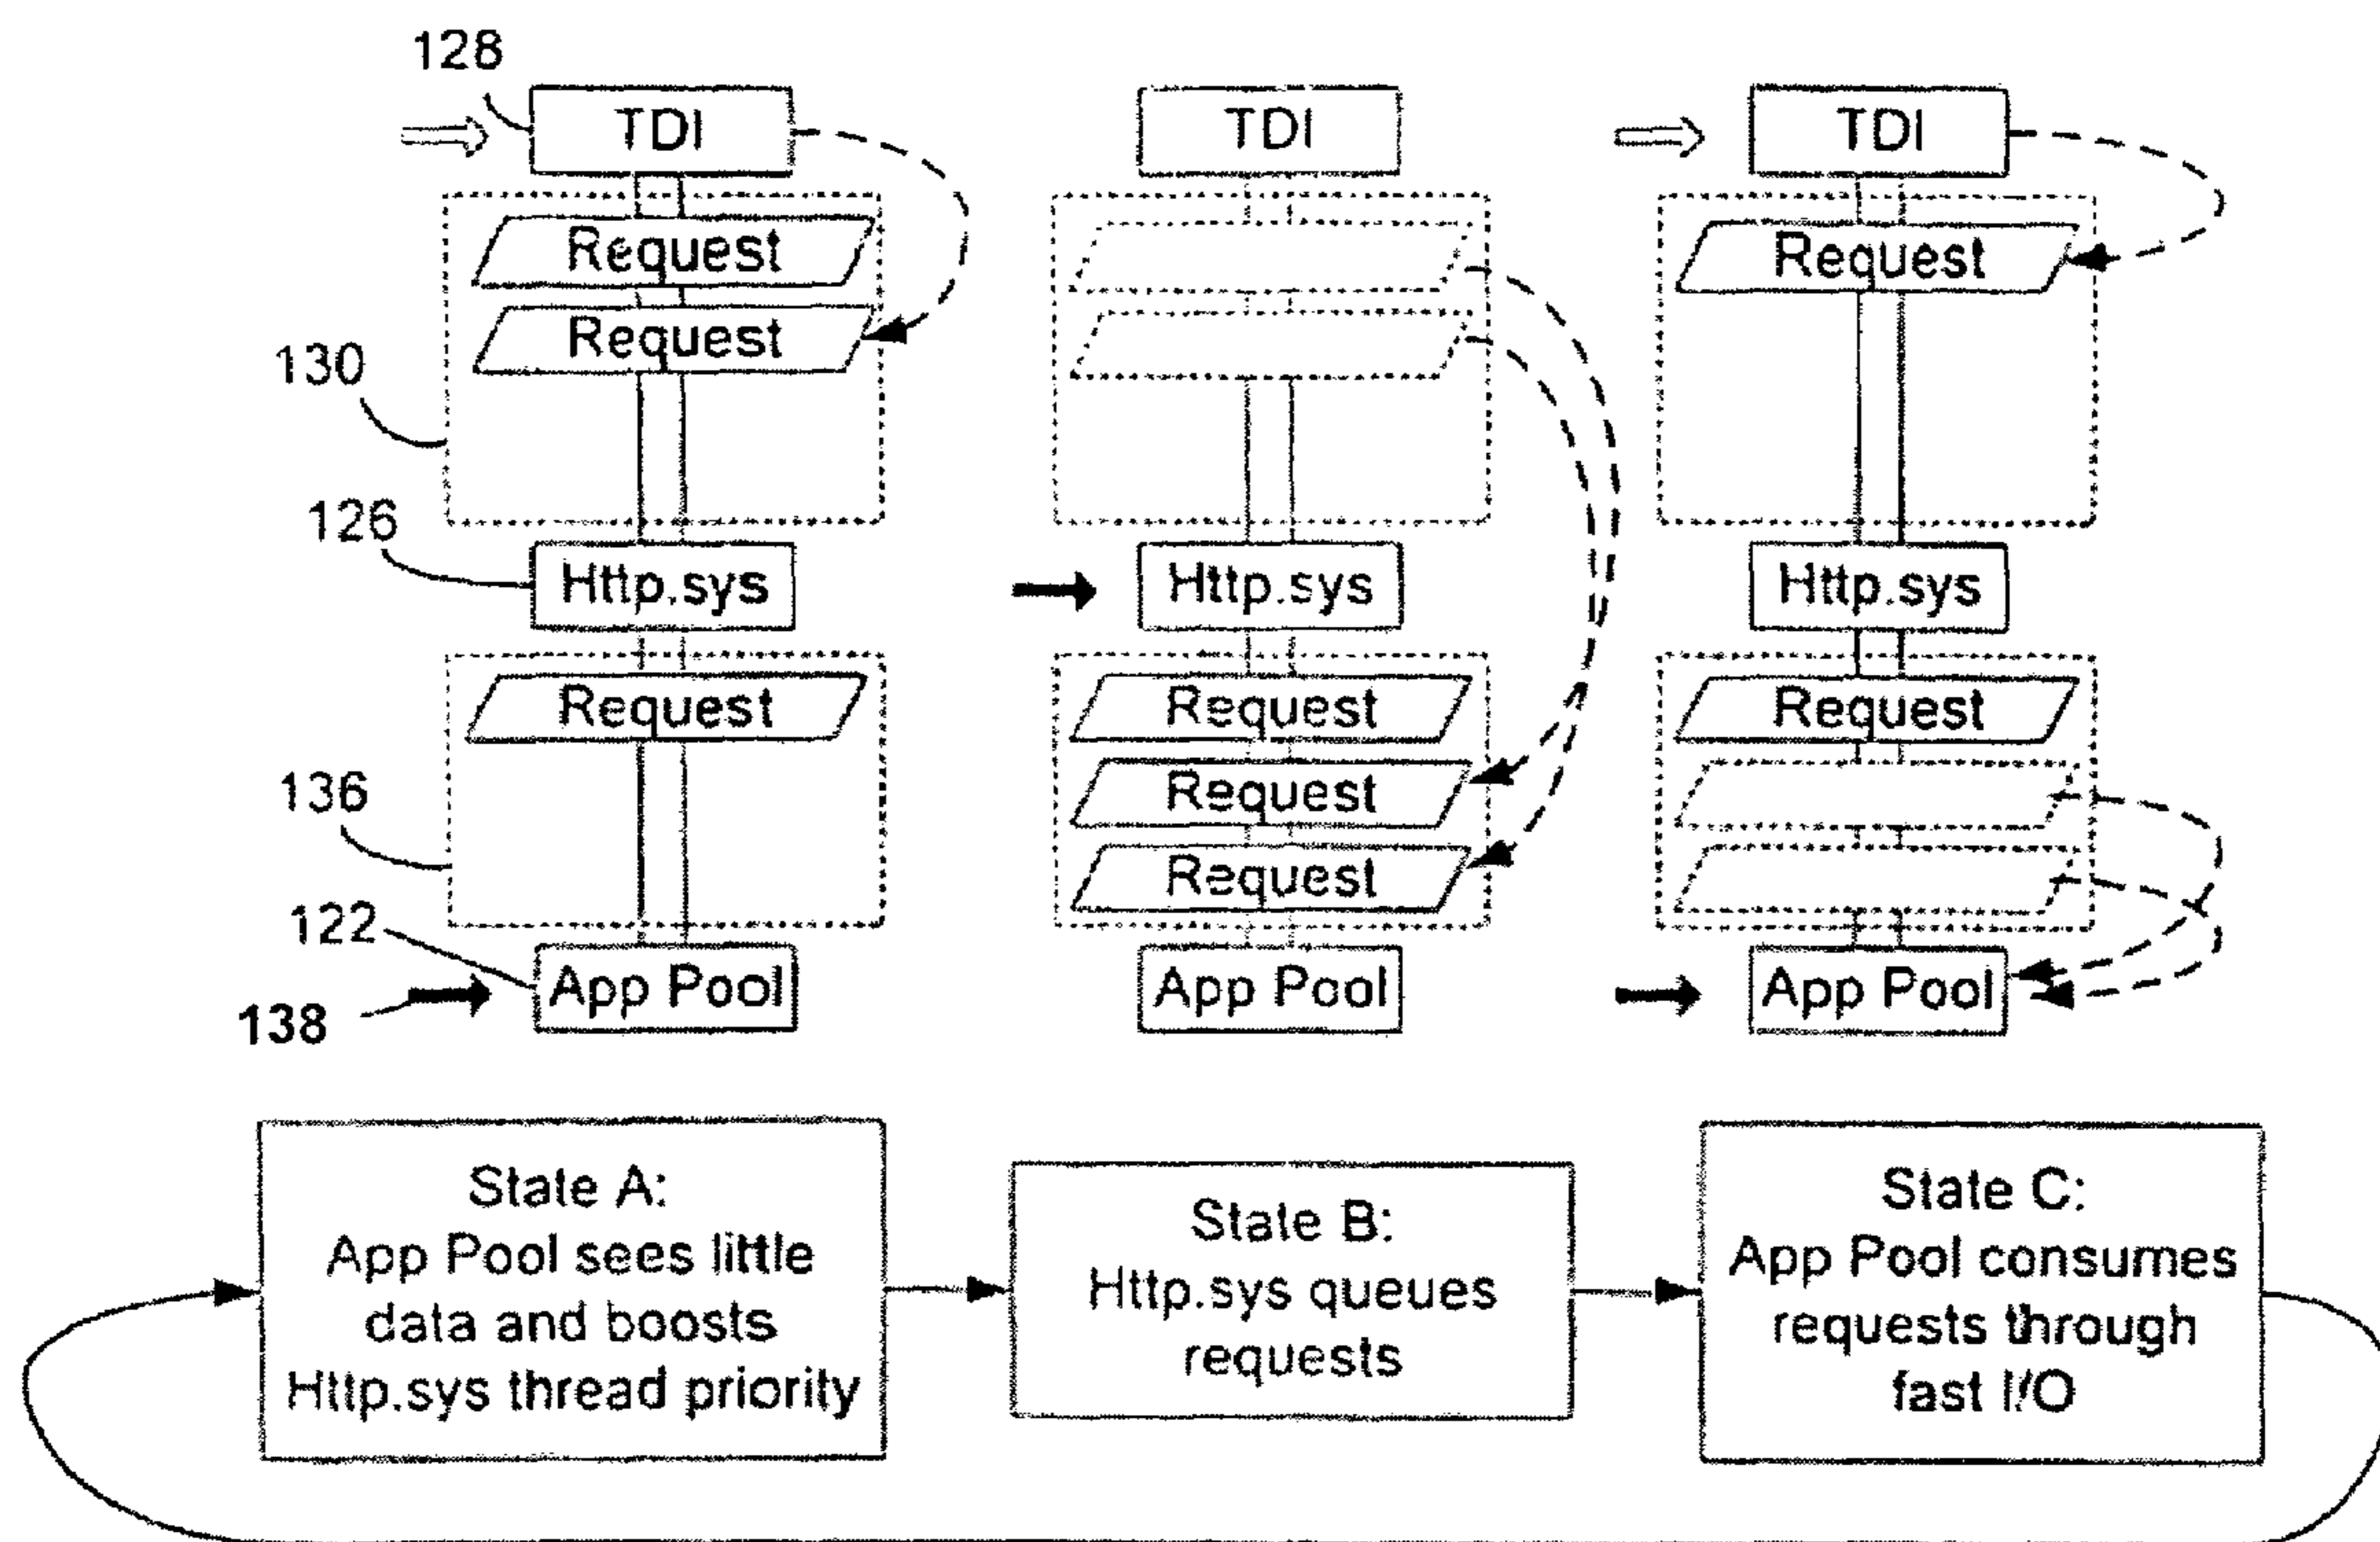 128
TDI
TDI
TDI
Request
Request
Request
130
126
Http.sys
Http.sys
Http.sys
Request
Request
Request
136
Request
Request
122
App Pool
App Pool
App Pool
138
State A:
App Pool sees little
data and boosts
Http.sys thread priority
State B:
Http.sys queues
requests
State C:
App Pool consumes
requests through
fast I/O